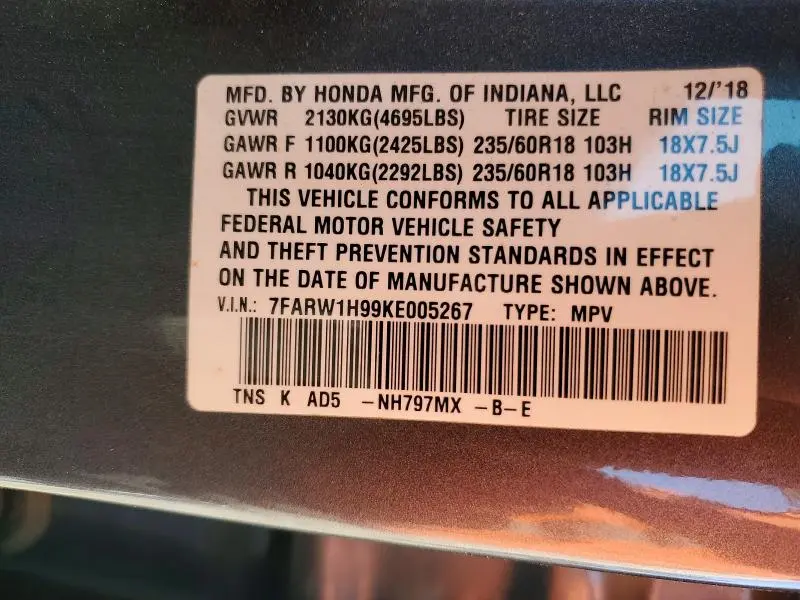 MFD. BY HONDA MFG. OF INDIANA, LLC 12/'18
GVWR 2130KG(4695LBS) TIRE SIZE RIM SIZE
GAWR F 1100KG(2425LBS) 235/60R18 103H 18X7.5J
GAWR R 1040KG(2292LBS) 235/60R18 103H 18X7.5J
THIS VEHICLE CONFORMS TO ALL APPLICABLE
FEDERAL MOTOR VEHICLE SAFETY
AND THEFT PREVENTION STANDARDS IN EFFECT
ON THE DATE OF MANUFACTURE SHOWN ABOVE.
V.I.N.: 7FARW1H99KE005267 TYPE: MPV
TNS K AD5 -NH797MX -B-E